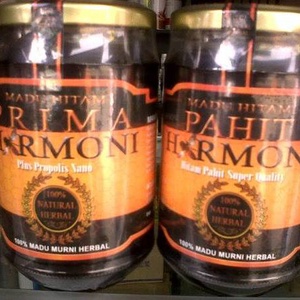 MADU HITAM
PRIMA
HARMONI
Plus Propolis Nano
100%
NATURAL
HERBAL
100% MADU MURNI HERBAL
MADU HITAM
PAHIT
HARMONI
Hitam Pahit Super Quality
100%
NATURAL
HERBAL
100% MADU MURNI HERBAL